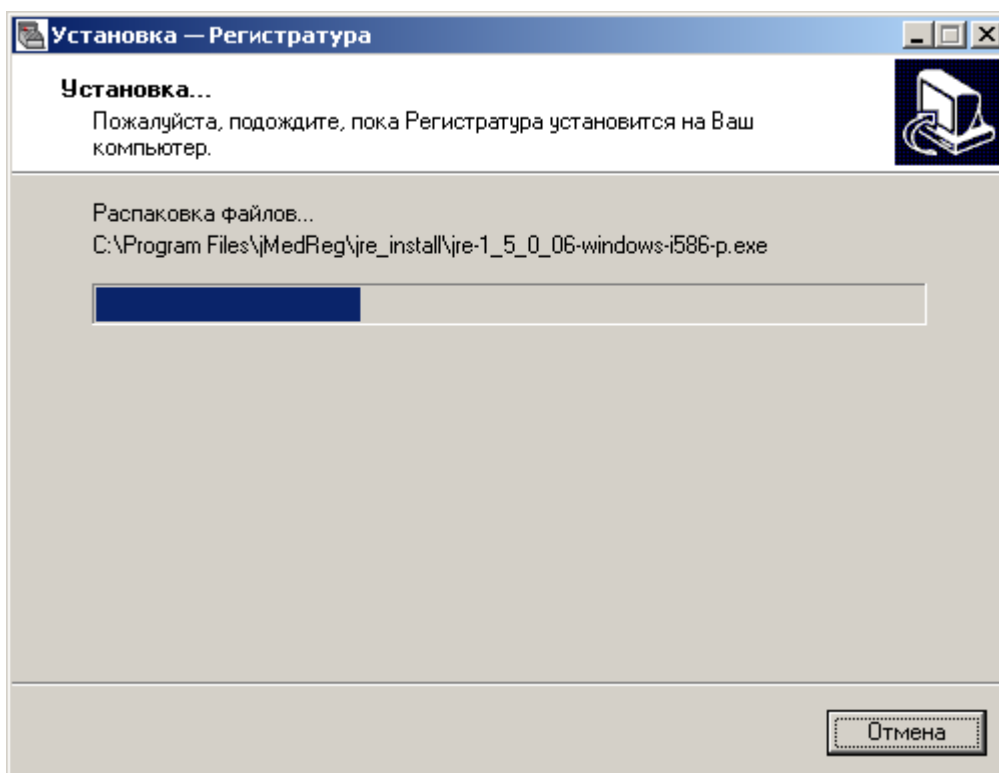 Установка — Регистратура
Установка...
Пожалуйста, подождите, пока Регистратура установится на Ваш
компьютер.
Распаковка файлов...
C:\Program Files\jMedReg\jre_install\jre-1_5_0_06-windows-i586-p.exe
Отмена